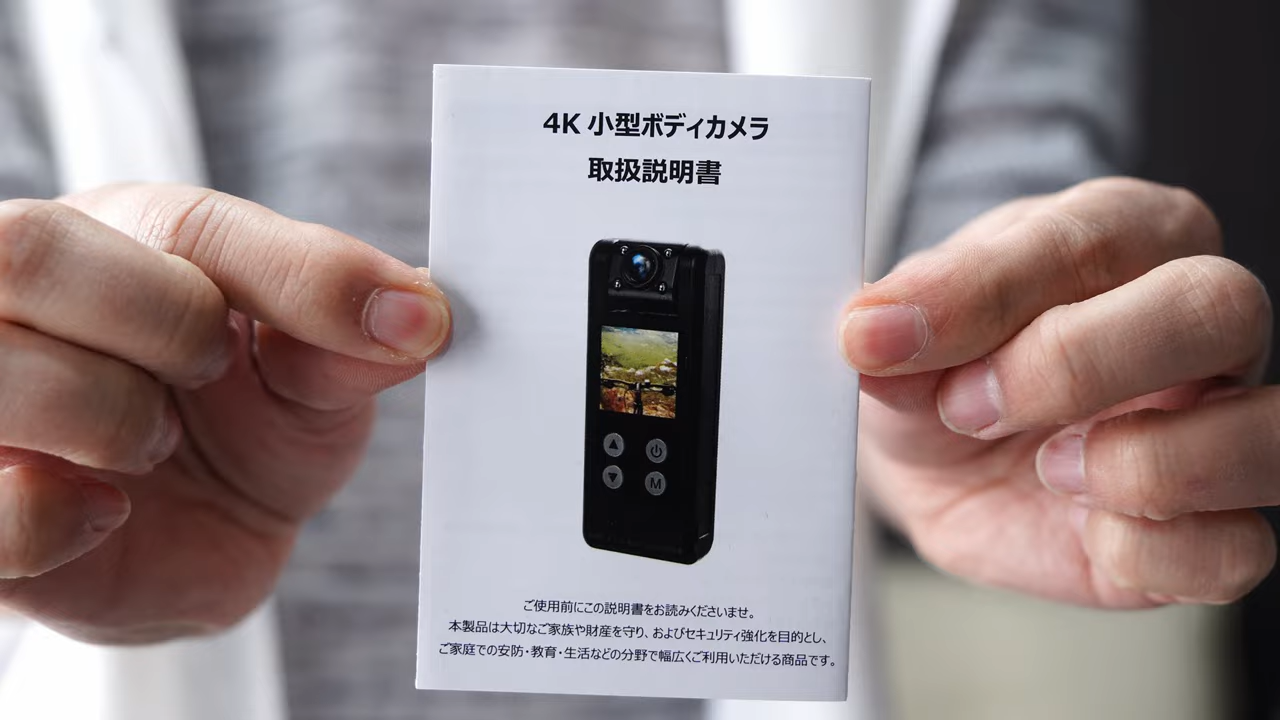 4K 小型ボディカメラ
取扱説明書
M
ご使用前にこの説明書をお読みくださいませ。
本製品は大切なご家族や財産を守り、およびセキュリティ強化を目的とし、
ご家庭での安防・教育・生活などの分野で幅広くご利用いただける商品です。